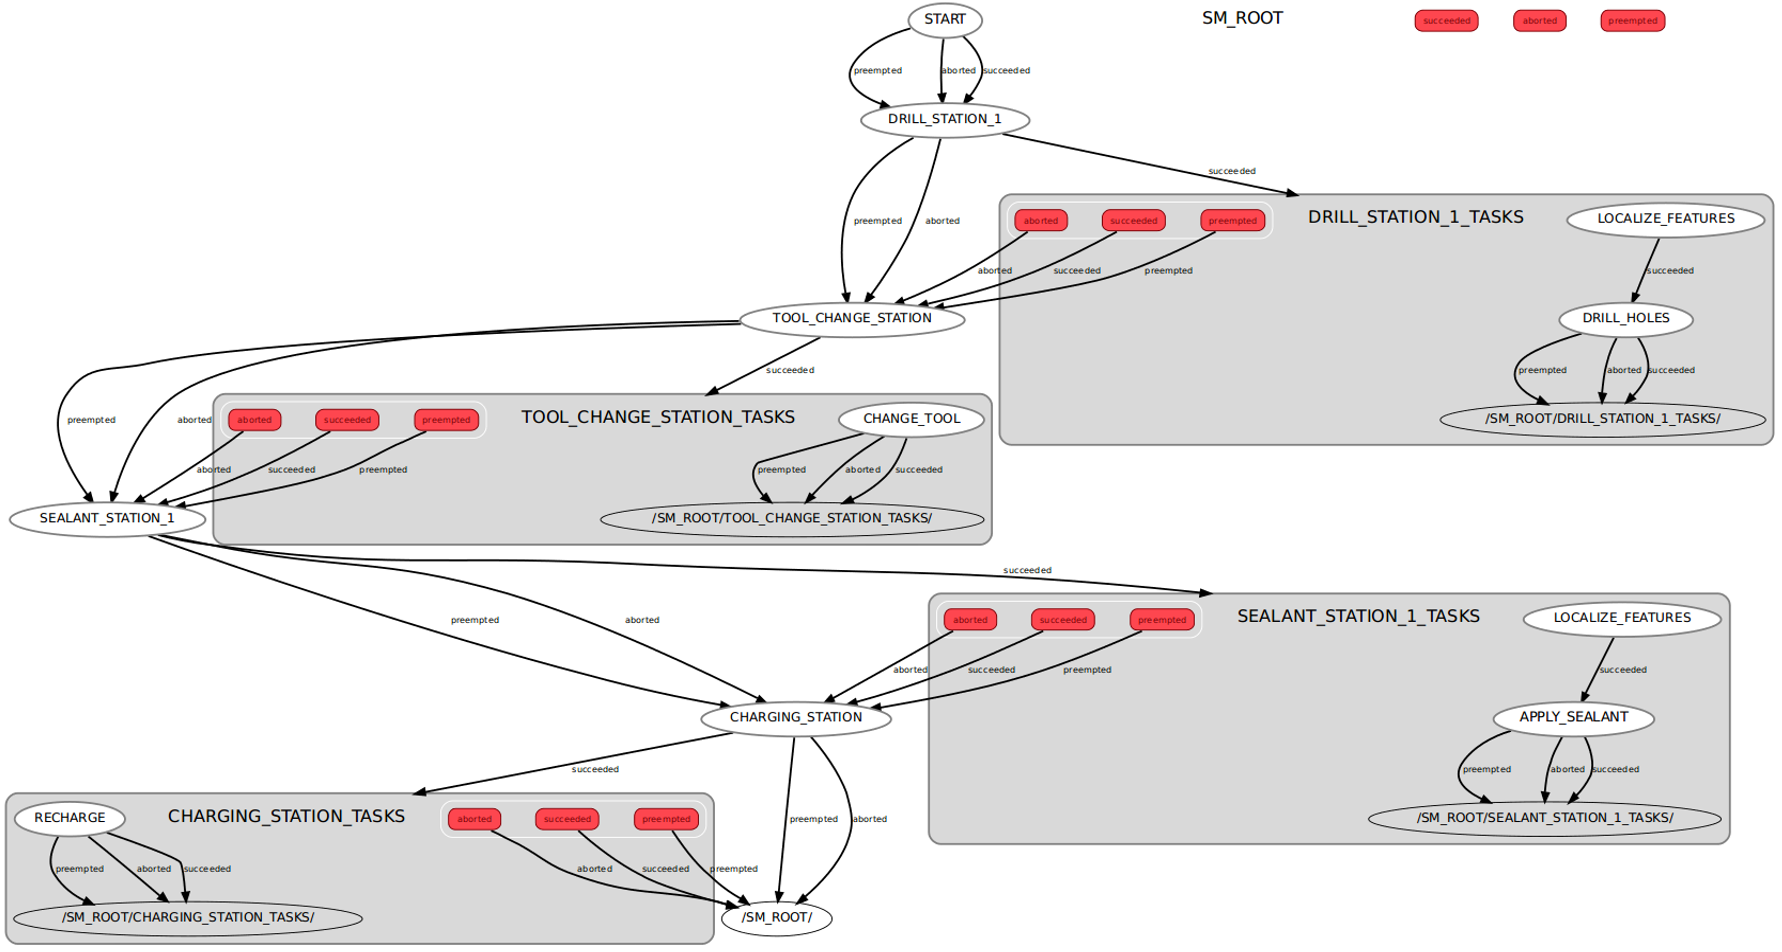 START
SM_ROOT
succeeded
aborted
preempted
preempted
aborted
succeeded
DRILL_STATION_1
succeeded
preempted
aborted
aborted
succeeded
preempted
DRILL_STATION_1_TASKS
LOCALIZE_FEATURES
aborted
succeeded
preempted
succeeded
TOOL_CHANGE_STATION
DRILL_HOLES
succeeded
preempted
aborted
succeeded
/SM_ROOT/DRILL_STATION_1_TASKS/
preempted
aborted
aborted
succeeded
preempted
TOOL_CHANGE_STATION_TASKS
CHANGE_TOOL
aborted
succeeded
preempted
preempted
aborted
succeeded
SEALANT_STATION_1
/SM_ROOT/TOOL_CHANGE_STATION_TASKS/
succeeded
preempted
aborted
aborted
succeeded
preempted
SEALANT_STATION_1_TASKS
LOCALIZE_FEATURES
aborted
succeeded
preempted
succeeded
CHARGING_STATION
APPLY_SEALANT
succeeded
preempted
aborted
succeeded
RECHARGE
CHARGING_STATION_TASKS
aborted
succeeded
preempted
preempted
aborted
/SM_ROOT/SEALANT_STATION_1_TASKS/
preempted
aborted
succeeded
aborted
succeeded
preempted
/SM_ROOT/CHARGING_STATION_TASKS/
/SM_ROOT/